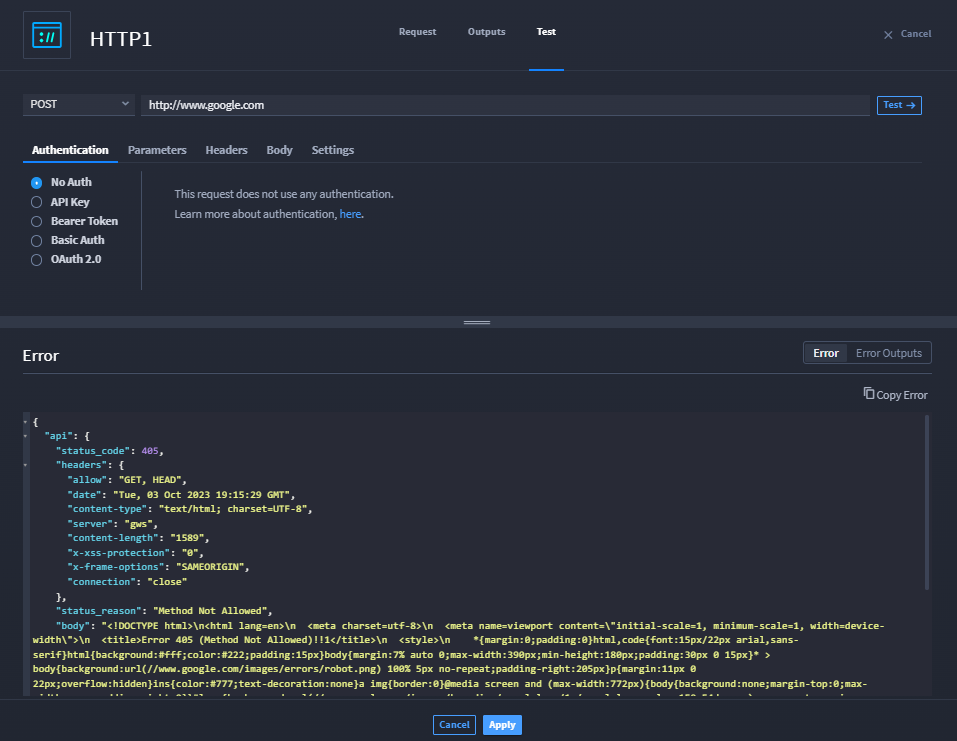 ://
HTTP1
Request
Outputs
Test
Cancel
POST
http://www.google.com
Test →
Authentication
Parameters
Headers
Body
Settings
No Auth
API Key
Bearer Token
Basic Auth
OAuth 2.0
This request does not use any authentication.
Learn more about authentication, here.
Error
Error
Error Outputs
Copy Error
{
"api": {
"status_code": 405,
"headers": {
"allow": "GET, HEAD",
"date": "Tue, 03 Oct 2023 19:15:29 GMT",
"content-type": "text/html; charset=UTF-8",
"server": "gws",
"content-length": "1589",
"x-xss-protection": "0",
"x-frame-options": "SAMEORIGIN",
"connection": "close"
},
"status_reason": "Method Not Allowed",
"body": "<!DOCTYPE html>\n<html lang=en>\n  <meta charset=utf-8>\n  <meta name=viewport content=\"initial-scale=1, minimum-scale=1, width=device-
width\">\n  <title>Error 405 (Method Not Allowed)!!1</title>\n  <style>\n    *{margin:0;padding:0}html,code{font:15px/22px arial,sans-
serif}html{background:#fff;color:#222;padding:15px}body{margin:7% auto 0;max-width:390px;min-height:180px;padding:30px 0 15px}* >
body{background:url(//www.google.com/images/errors/robot.png) 100% 5px no-repeat;padding-right:205px}p{margin:11px 0
22px;overflow:hidden}ins{color:#777;text-decoration:none}a img{border:0}@media screen and (max-width:772px){body{background:none;margin-top:0;max-
Cancel
Apply